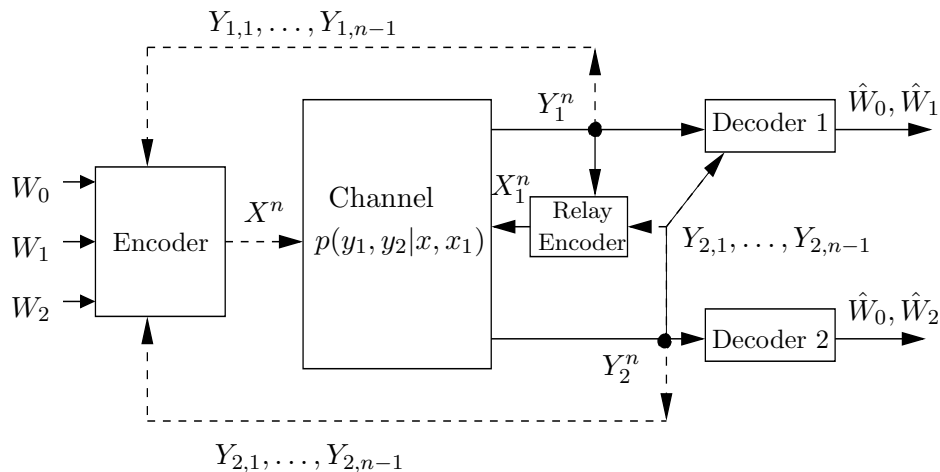 Y_{1,1}, . . . , Y_{1,n−1}
Y_1^n
Decoder 1
Ŵ_0, Ŵ_1
W_0
W_1
W_2
Encoder
X^n
Channel
p(y_1, y_2|x, x_1)
X_1^n
Relay
Encoder
Y_{2,1}, . . . , Y_{2,n−1}
Decoder 2
Ŵ_0, Ŵ_2
Y_2^n
Y_{2,1}, . . . , Y_{2,n−1}